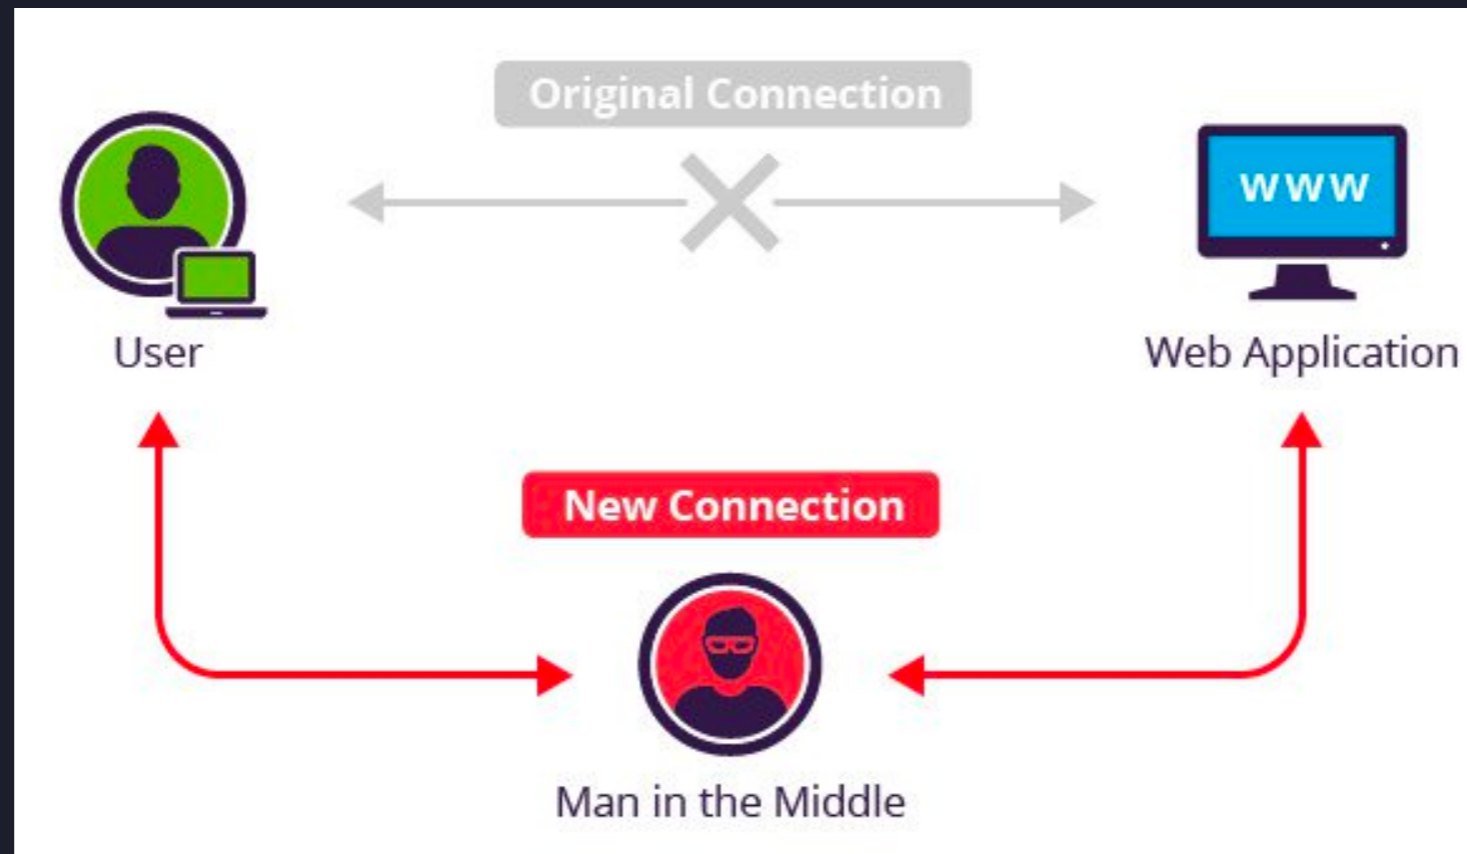 Original Connection
www
User
Web Application
New Connection
Man in the Middle